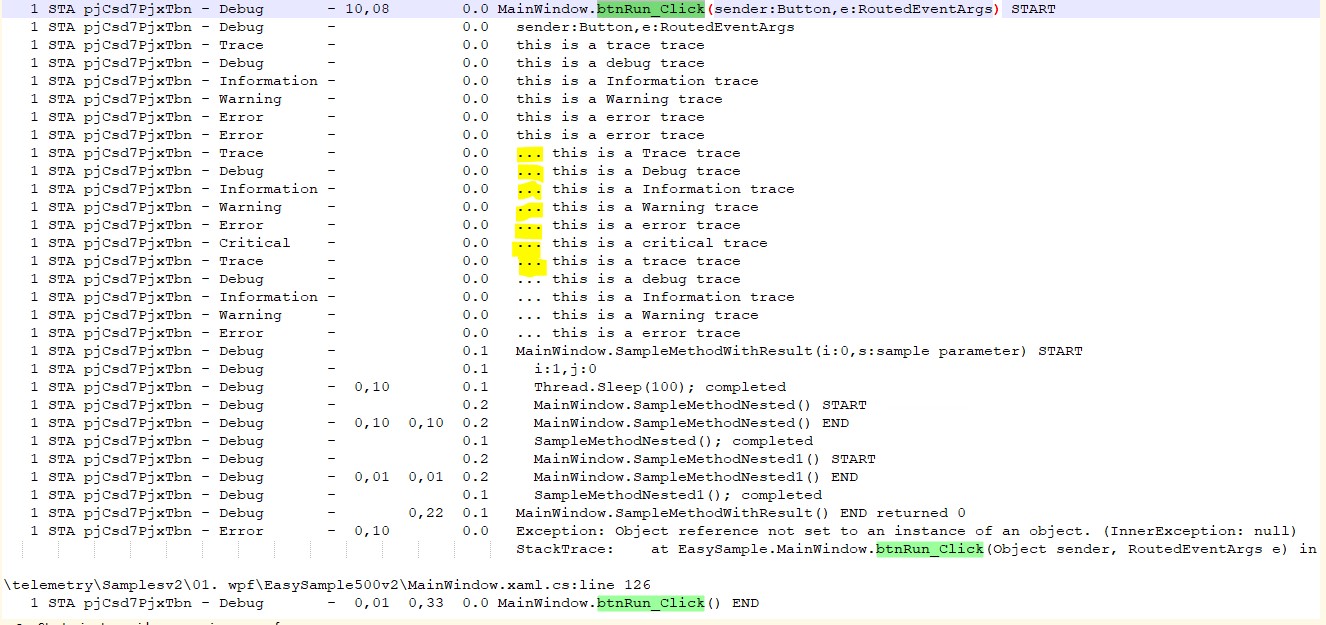 1 STA pjCsd7PjxTbn - Debug - 10,08 0.0 MainWindow.btnRun_Click(sender:Button,e:RoutedEventArgs) START
1 STA pjCsd7PjxTbn - Debug - 0.0 sender:Button,e:RoutedEventArgs
1 STA pjCsd7PjxTbn - Trace - 0.0 this is a trace trace
1 STA pjCsd7PjxTbn - Debug - 0.0 this is a debug trace
1 STA pjCsd7PjxTbn - Information - 0.0 this is a Information trace
1 STA pjCsd7PjxTbn - Warning - 0.0 this is a Warning trace
1 STA pjCsd7PjxTbn - Error - 0.0 this is a error trace
1 STA pjCsd7PjxTbn - Error - 0.0 this is a error trace
1 STA pjCsd7PjxTbn - Trace - 0.0 ... this is a Trace trace
1 STA pjCsd7PjxTbn - Debug - 0.0 ... this is a Debug trace
1 STA pjCsd7PjxTbn - Information - 0.0 ... this is a Information trace
1 STA pjCsd7PjxTbn - Warning - 0.0 ... this is a Warning trace
1 STA pjCsd7PjxTbn - Error - 0.0 ... this is a error trace
1 STA pjCsd7PjxTbn - Critical - 0.0 ... this is a critical trace
1 STA pjCsd7PjxTbn - Trace - 0.0 ... this is a trace trace
1 STA pjCsd7PjxTbn - Debug - 0.0 ... this is a debug trace
1 STA pjCsd7PjxTbn - Information - 0.0 ... this is a Information trace
1 STA pjCsd7PjxTbn - Warning - 0.0 ... this is a Warning trace
1 STA pjCsd7PjxTbn - Error - 0.0 ... this is a error trace
1 STA pjCsd7PjxTbn - Debug - 0.1 MainWindow.SampleMethodWithResult(i:0,s:sample parameter) START
1 STA pjCsd7PjxTbn - Debug - 0.1 i:1,j:0
1 STA pjCsd7PjxTbn - Debug - 0,10 0.1 Thread.Sleep(100); completed
1 STA pjCsd7PjxTbn - Debug - 0.2 MainWindow.SampleMethodNested() START
1 STA pjCsd7PjxTbn - Debug - 0,10 0,10 0.2 MainWindow.SampleMethodNested() END
1 STA pjCsd7PjxTbn - Debug - 0.1 SampleMethodNested(); completed
1 STA pjCsd7PjxTbn - Debug - 0.2 MainWindow.SampleMethodNested1() START
1 STA pjCsd7PjxTbn - Debug - 0,01 0,01 0.2 MainWindow.SampleMethodNested1() END
1 STA pjCsd7PjxTbn - Debug - 0.1 SampleMethodNested1(); completed
1 STA pjCsd7PjxTbn - Debug - 0,22 0.1 MainWindow.SampleMethodWithResult() END returned 0
1 STA pjCsd7PjxTbn - Error - 0,10 0.0 Exception: Object reference not set to an instance of an object. (InnerException: null)
StackTrace: at EasySample.MainWindow.btnRun_Click(Object sender, RoutedEventArgs e) in
\telemetry\Samplesv2\01. wpf\EasySample500v2\MainWindow.xaml.cs:line 126
1 STA pjCsd7PjxTbn - Debug - 0,01 0,33 0.0 MainWindow.btnRun_Click() END